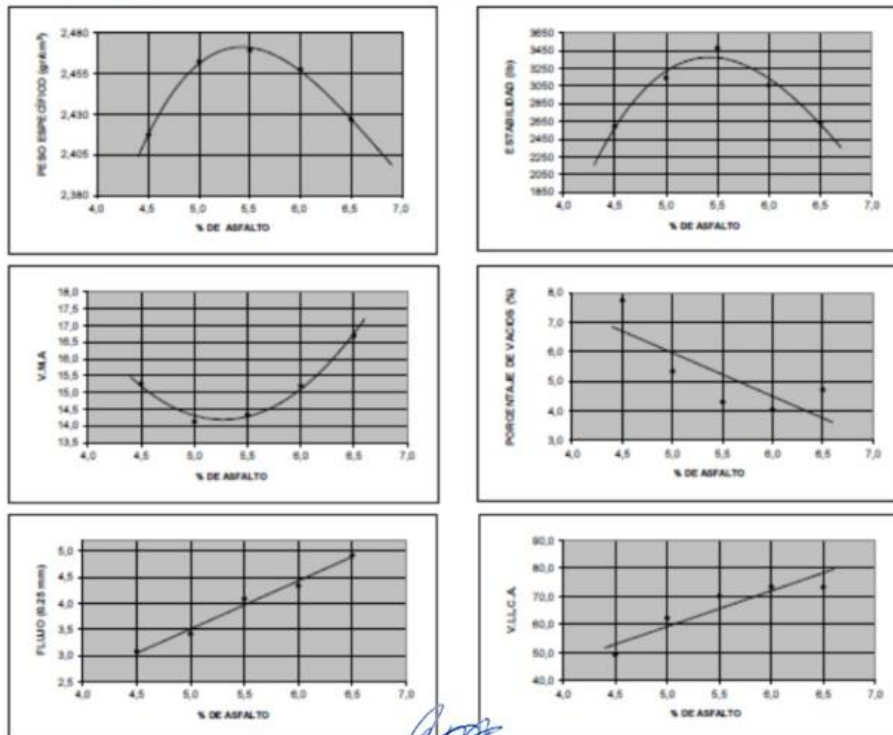 PESO ESPECÍFICO (gr/cm³)
2,480
2,455
2,430
2,405
2,380
4,0 4,5 5,0 5,5 6,0 6,5 7,0
% DE ASFALTO
ESTABILIDAD (lb)
3650
3450
3250
3050
2850
2650
2450
2250
2050
1850
4,0 4,5 5,0 5,5 6,0 6,5 7,0
% DE ASFALTO
V.M.A
18,0
17,5
17,0
16,5
16,0
15,5
15,0
14,5
14,0
13,5
4,0 4,5 5,0 5,5 6,0 6,5 7,0
% DE ASFALTO
PORCENTAJE DE VACIOS (%)
8,0
7,0
6,0
5,0
4,0
3,0
4,0 4,5 5,0 5,5 6,0 6,5 7,0
% DE ASFALTO
FLUJO (0.25 mm)
5,0
4,5
4,0
3,5
3,0
2,5
4,0 4,5 5,0 5,5 6,0 6,5 7,0
% DE ASFALTO
V.LL.C.A.
90,0
80,0
70,0
60,0
50,0
40,0
4,0 4,5 5,0 5,5 6,0 6,5 7,0
% DE ASFALTO